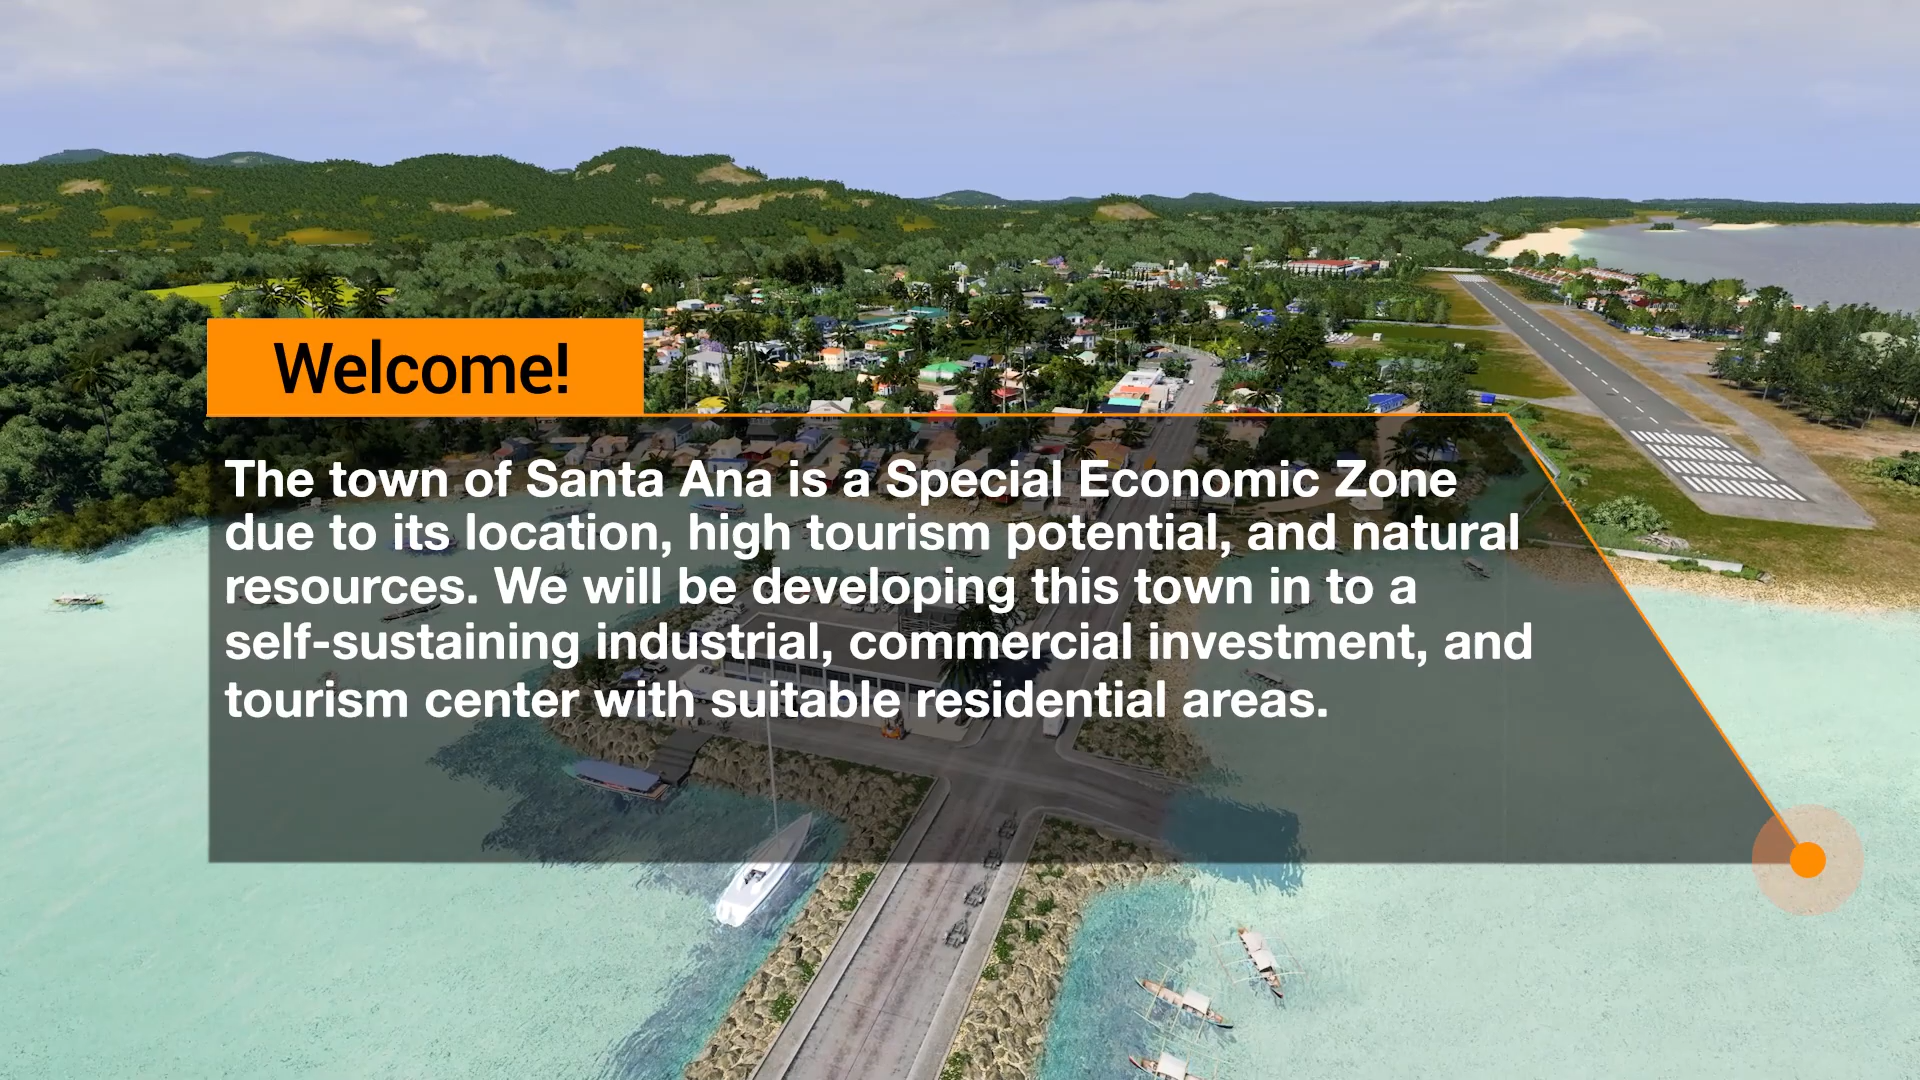 Welcome!
The town of Santa Ana is a Special Economic Zone
due to its location, high tourism potential, and natural
resources. We will be developing this town in to a
self-sustaining industrial, commercial investment, and
tourism center with suitable residential areas.